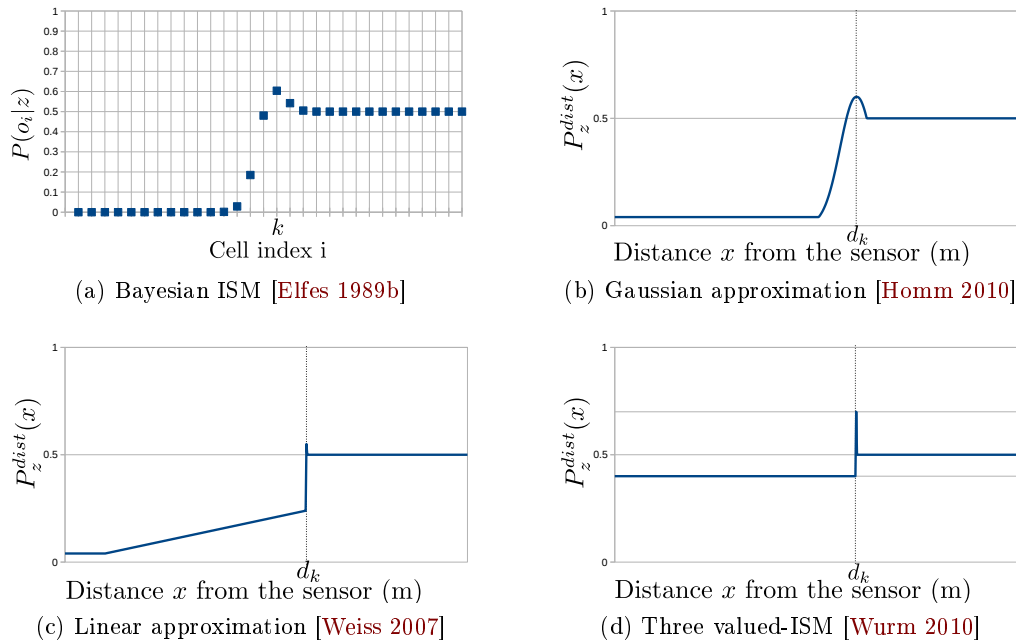 1
0.9
0.8
0.7
0.6
0.5
0.4
0.3
0.2
0.1
0
P(o_i|z)
k
Cell index i
(a) Bayesian ISM [Elfes 1989b]
1
0.5
0
P_z^{dist}(x)
d_k
Distance x from the sensor (m)
(b) Gaussian approximation [Homm 2010]
1
0.5
0
P_z^{dist}(x)
d_k
Distance x from the sensor (m)
(c) Linear approximation [Weiss 2007]
1
0.5
0
P_z^{dist}(x)
d_k
Distance x from the sensor (m)
(d) Three valued-ISM [Wurm 2010]